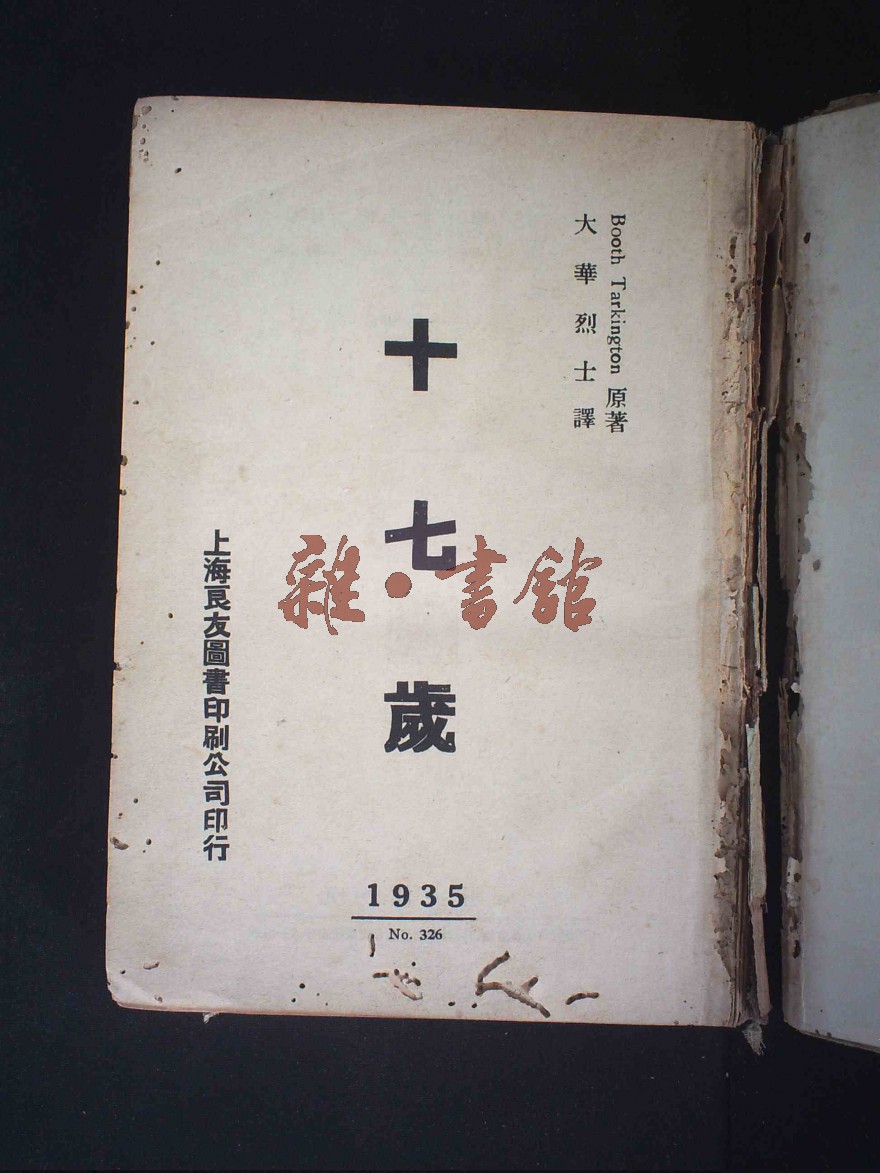 Booth Tarkington 原著
大華烈士譯
十七歲
雜·書館
上海良友圖書印刷公司印行
1935
No. 326